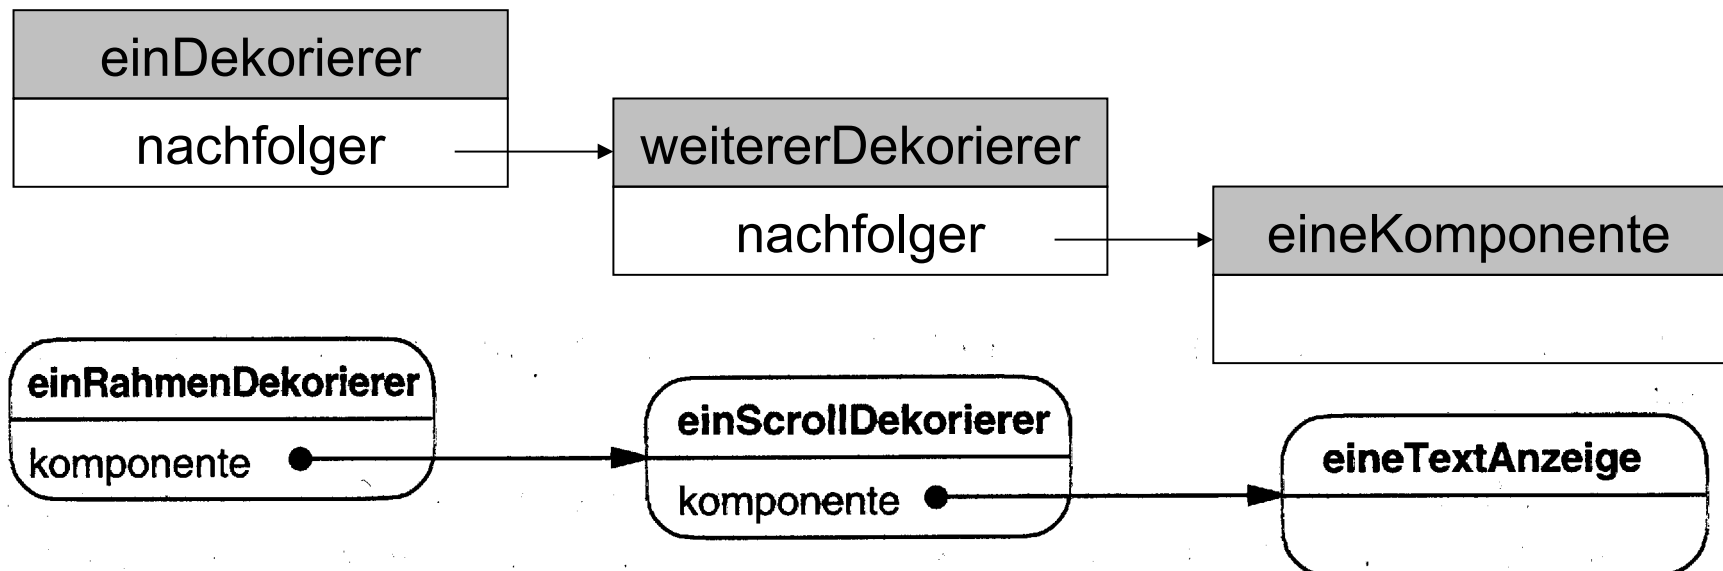 einDekorierer
nachfolger
weitererDekorierer
nachfolger
eineKomponente
einRahmenDekorierer
komponente
einScrollDekorierer
komponente
eineTextAnzeige